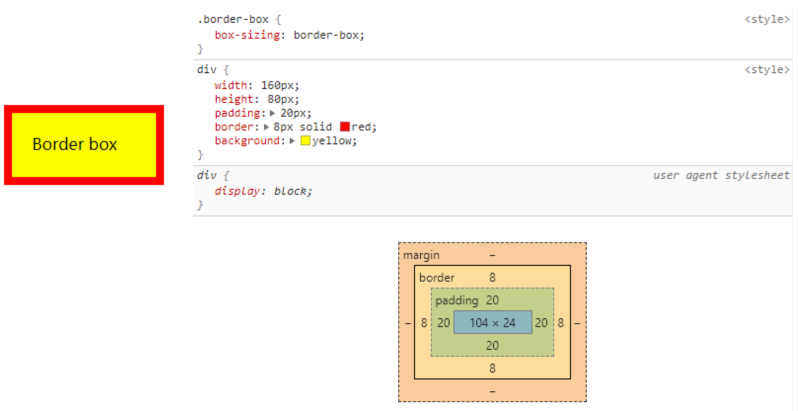 .border-box { <style>
box-sizing: border-box;
}
div { <style>
width: 160px;
height: 80px;
padding:▶ 20px;
border:▶ 8px solid red;
background:▶ yellow;
}
div { user agent stylesheet
display: block;
}
Border box
margin –
border 8
padding 20
– 8 20 104 × 24 20 8 –
20
8
–